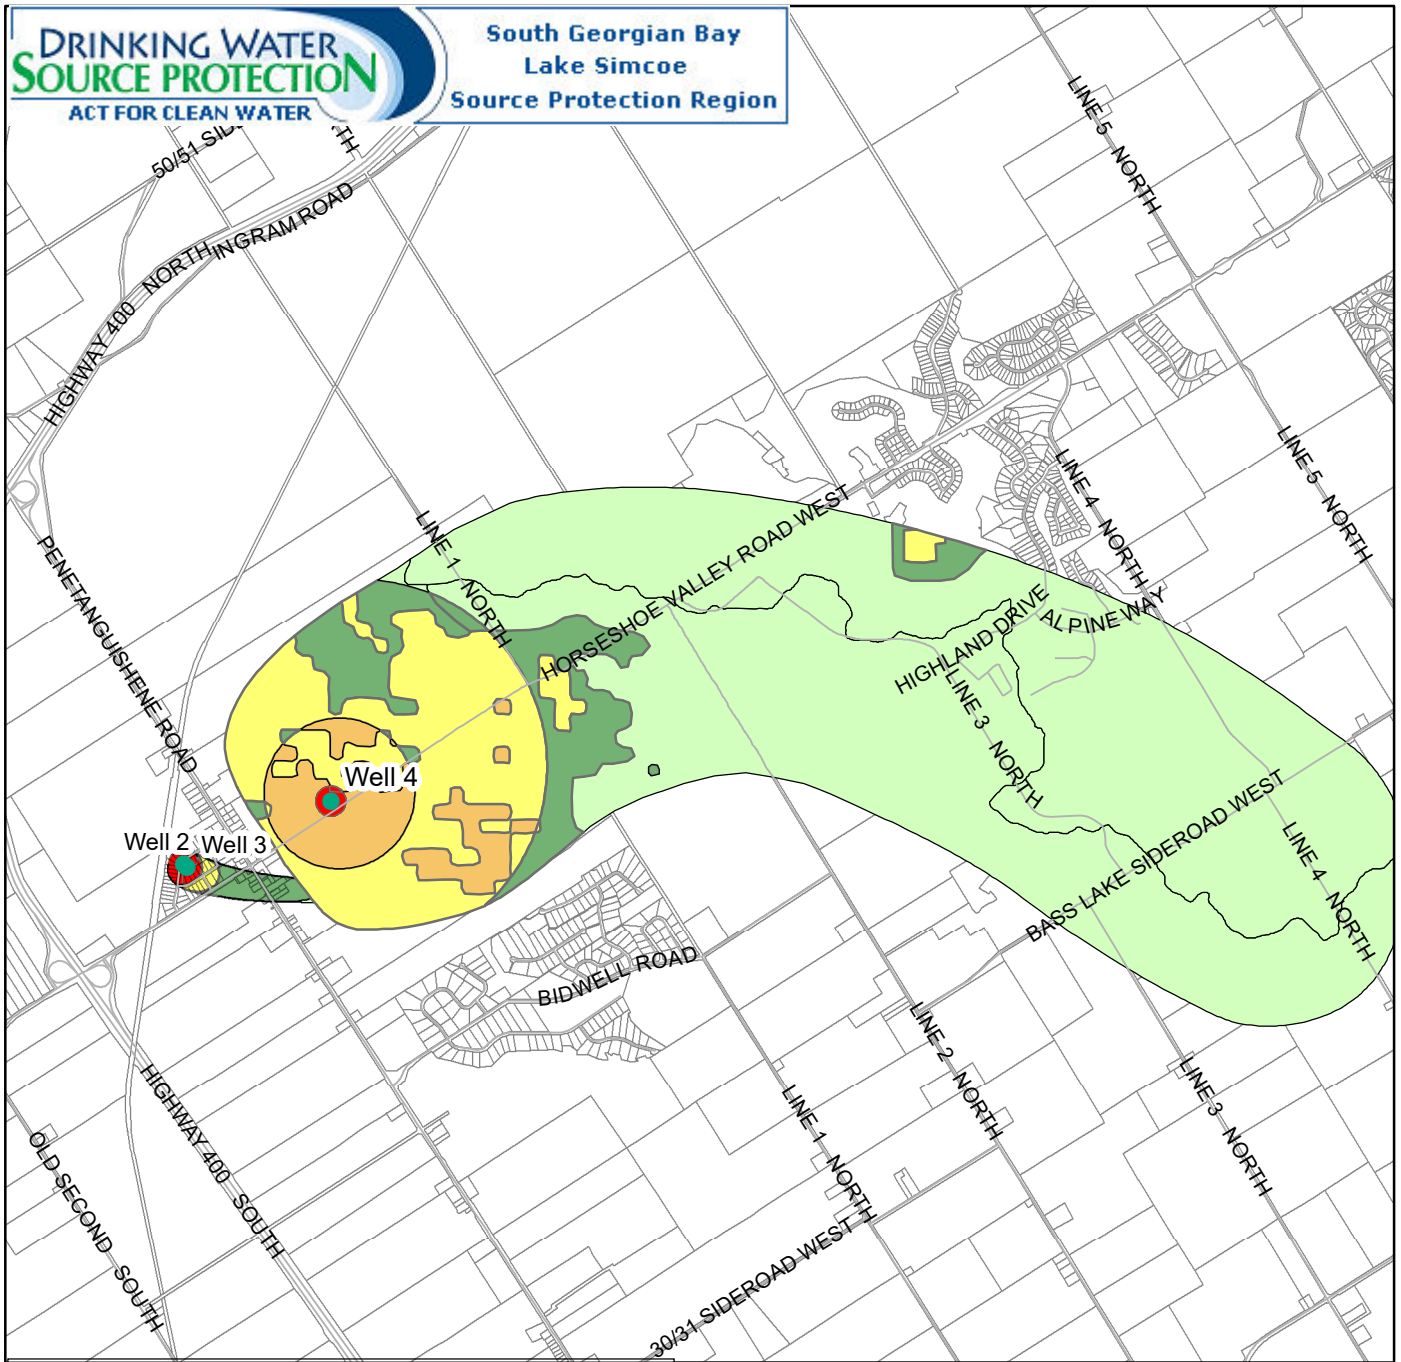 DRINKING WATER
SOURCE PROTECTION
ACT FOR CLEAN WATER
South Georgian Bay
Lake Simcoe
Source Protection Region
50/51
INGRAM ROAD
HIGHWAY 400 NORTH
LINE 5 NORTH
LINE 5 NORTH
LINE 4 NORTH
LINE 1 NORTH
HORSESHOE VALLEY ROAD WEST
PENETANGUISHENE ROAD
HIGHLAND DRIVE
ALPINE WAY
LINE 3 NORTH
Well 4
Well 2
Well 3
BASS LAKE SIDEROAD WEST
LINE 4 NORTH
BIDWELL ROAD
LINE 2 NORTH
LINE 1 NORTH
LINE 3 NORTH
HIGHWAY 400 SOUTH
OLD SECOND SOUTH
30/31 SIDEROAD WEST